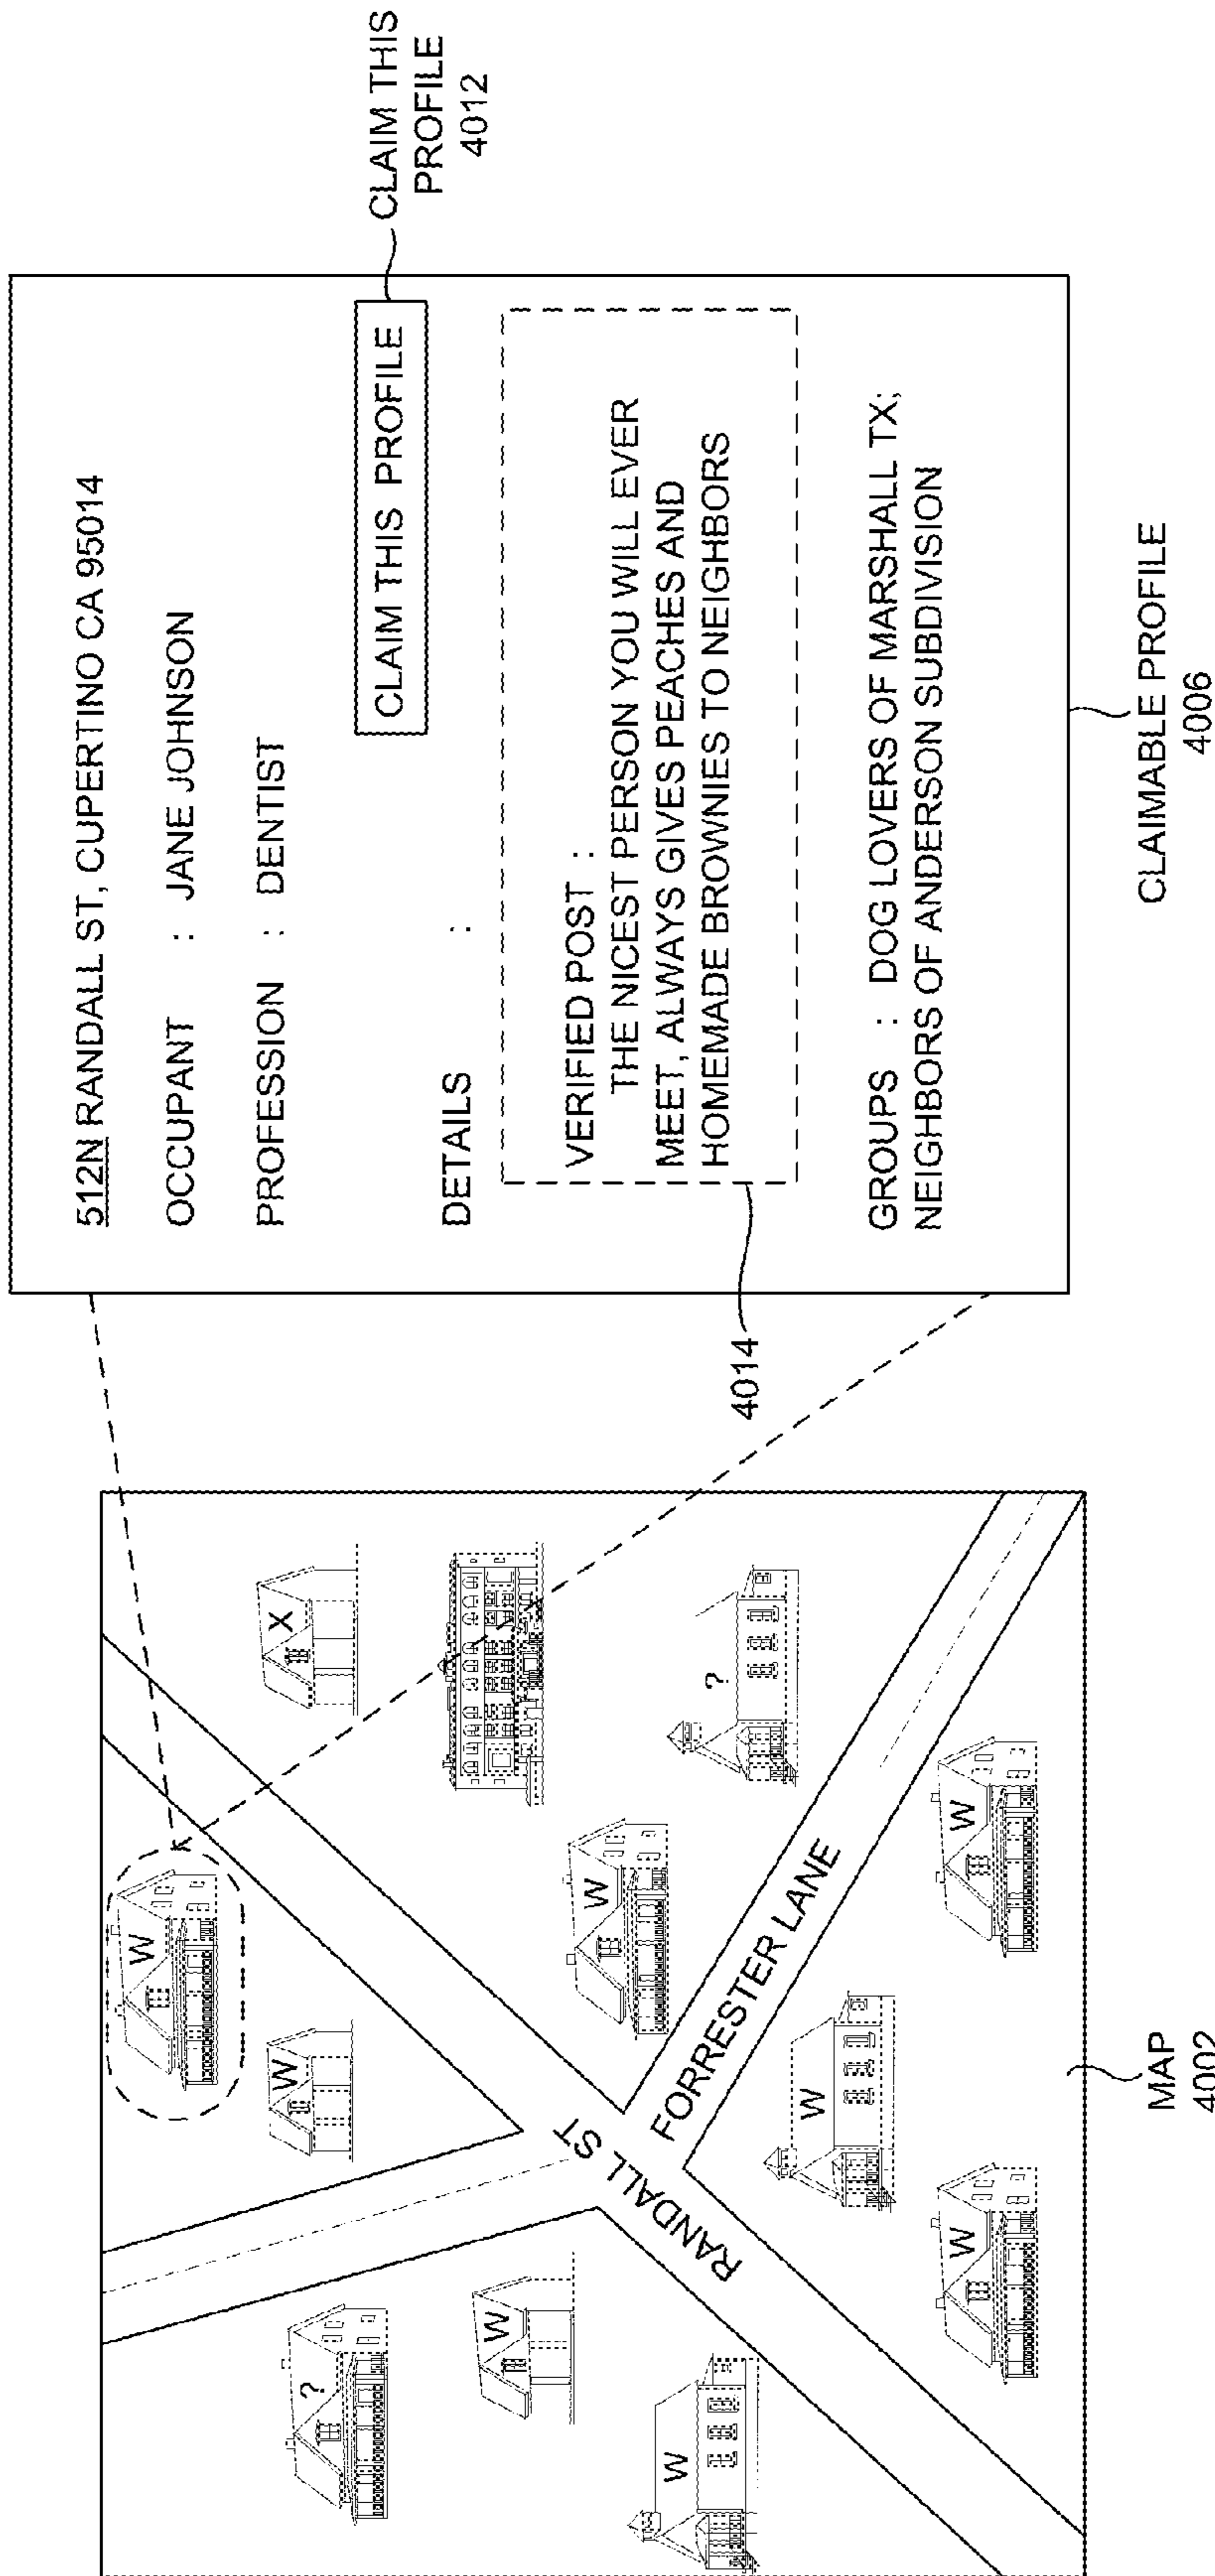 512N RANDALL ST, CUPERTINO CA 95014
OCCUPANT : JANE JOHNSON
PROFESSION : DENTIST
CLAIM THIS PROFILE
DETAILS :
VERIFIED POST :
THE NICEST PERSON YOU WILL EVER
MEET, ALWAYS GIVES PEACHES AND
HOMEMADE BROWNIES TO NEIGHBORS
GROUPS : DOG LOVERS OF MARSHALL TX;
NEIGHBORS OF ANDERSON SUBDIVISION
CLAIM THIS
PROFILE
4012
4014
CLAIMABLE PROFILE
4006
W
X
W
?
W
?
W
W
W
W
W
W
RANDALL ST
FORRESTER LANE
MAP
4002